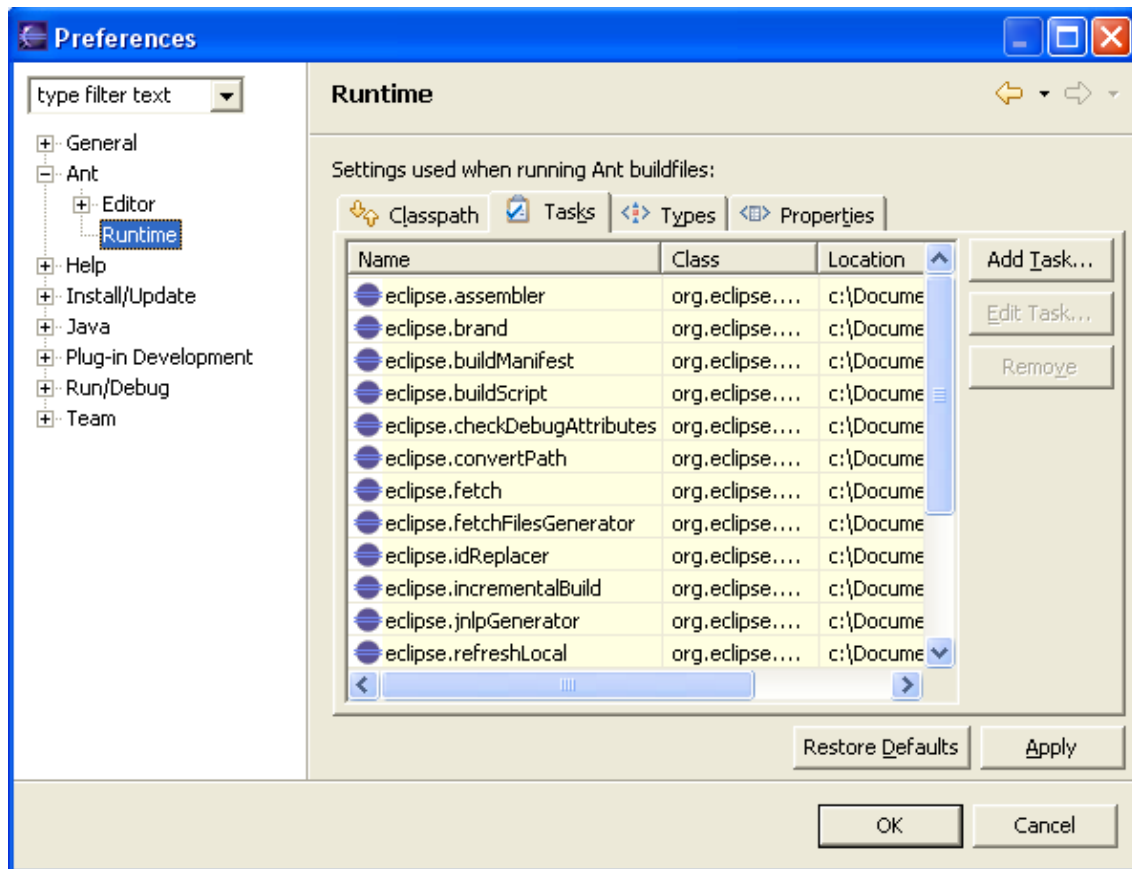 Preferences
type filter text
General
Ant
Editor
Runtime
Help
Install/Update
Java
Plug-in Development
Run/Debug
Team
Runtime
Settings used when running Ant buildfiles:
Classpath Tasks Types Properties
Name Class Location
eclipse.assembler org.eclipse.... c:\Docume
eclipse.brand org.eclipse.... c:\Docume
eclipse.buildManifest org.eclipse.... c:\Docume
eclipse.buildScript org.eclipse.... c:\Docume
eclipse.checkDebugAttributes org.eclipse.... c:\Docume
eclipse.convertPath org.eclipse.... c:\Docume
eclipse.fetch org.eclipse.... c:\Docume
eclipse.fetchFilesGenerator org.eclipse.... c:\Docume
eclipse.idReplacer org.eclipse.... c:\Docume
eclipse.incrementalBuild org.eclipse.... c:\Docume
eclipse.jnlpGenerator org.eclipse.... c:\Docume
eclipse.refreshLocal org.eclipse.... c:\Docume
Add Task...
Edit Task...
Remove
Restore Defaults Apply
OK Cancel